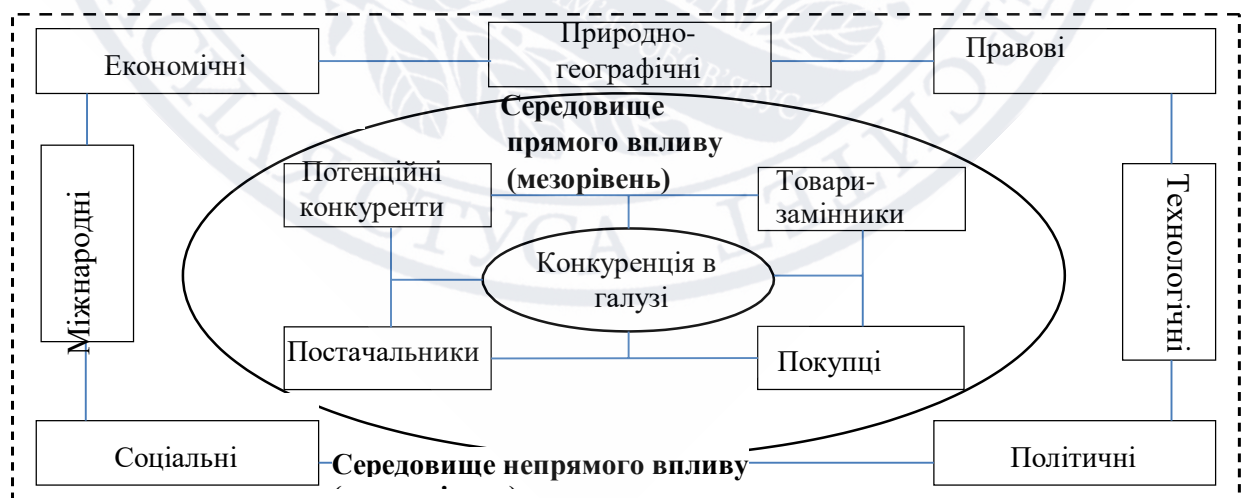 Економічні
Природно-
географічні
Правові
Середовище
прямого впливу
(мезорівень)
Міжнародні
Потенційні
конкуренти
Товари-
замінники
Технологічні
Конкуренція в
галузі
Постачальники
Покупці
Соціальні
Середовище непрямого впливу
Політичні